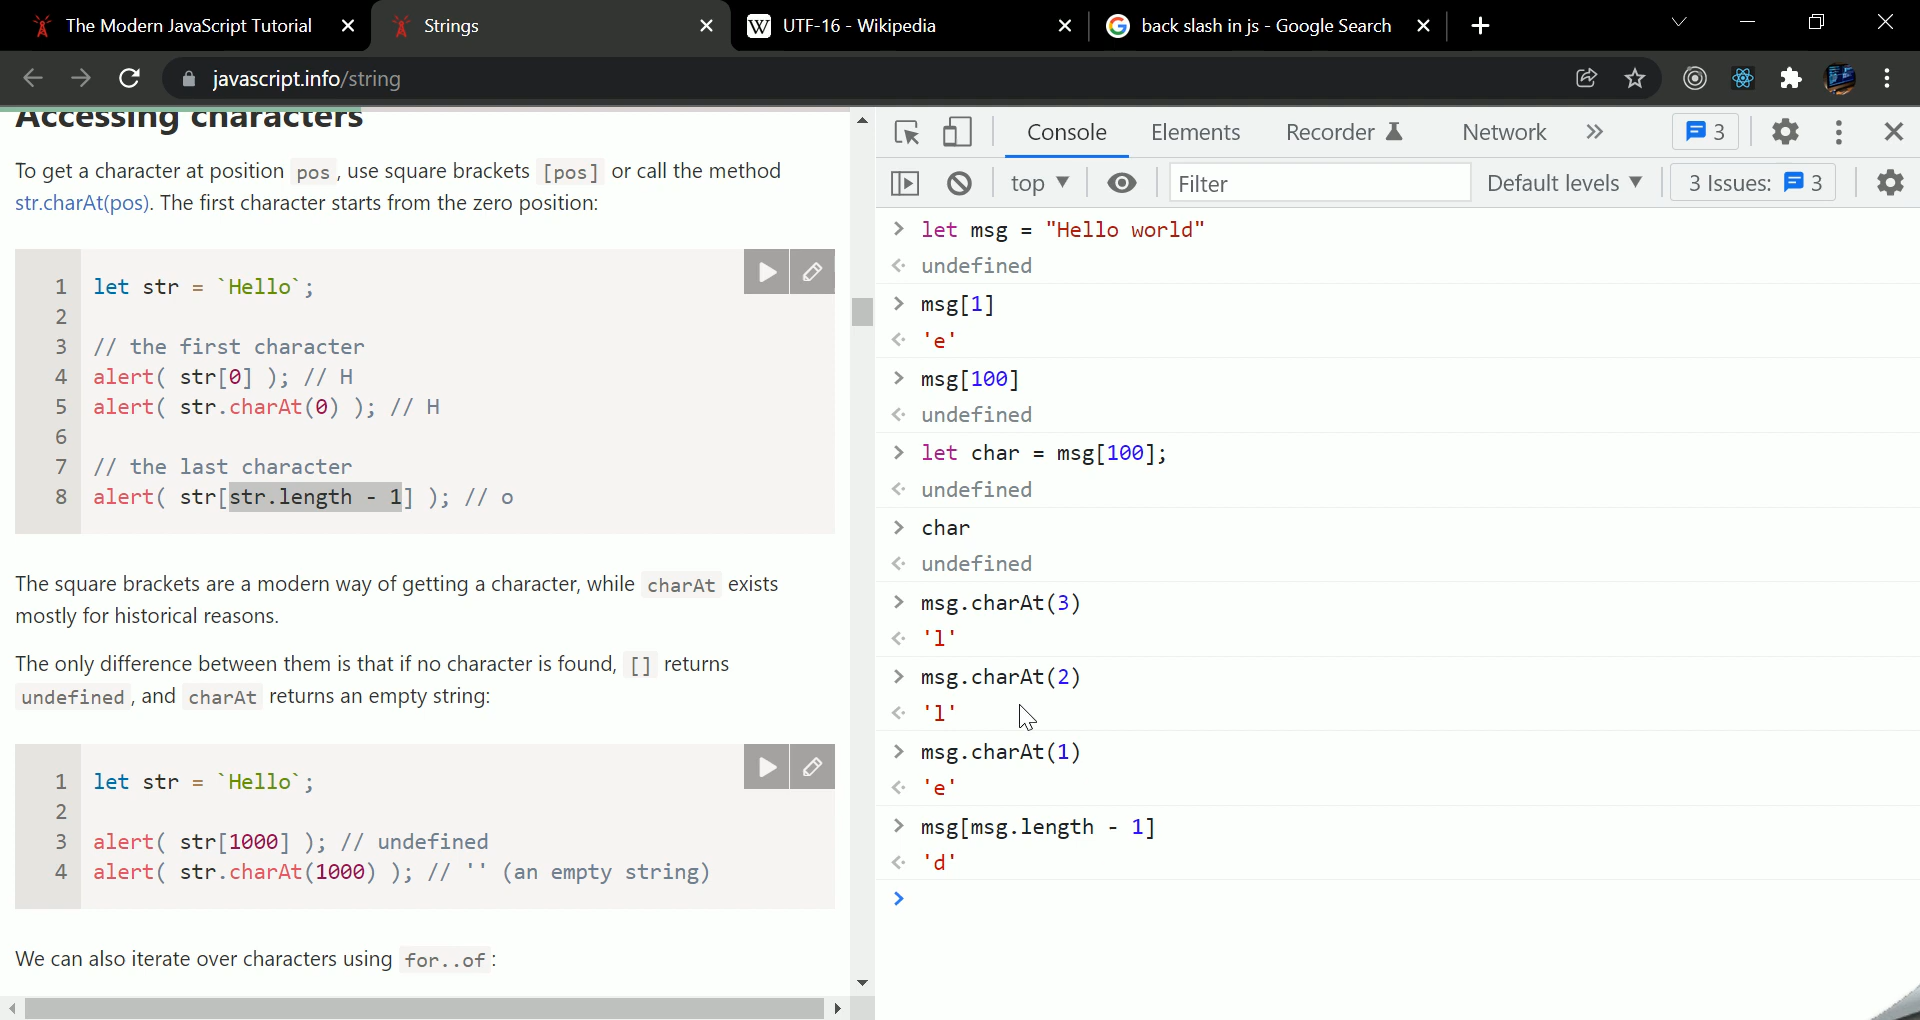 The Modern JavaScript Tutorial
Strings
UTF-16 - Wikipedia
back slash in js - Google Search
javascript.info/string
Accessing characters
To get a character at position pos , use square brackets [pos] or call the method
str.charAt(pos). The first character starts from the zero position:
1 let str = `Hello`;
2
3 // the first character
4 alert( str[0] ); // H
5 alert( str.charAt(0) ); // H
6
7 // the last character
8 alert( str[str.length - 1] ); // o
The square brackets are a modern way of getting a character, while charAt exists
mostly for historical reasons.
The only difference between them is that if no character is found, [] returns
undefined , and charAt returns an empty string:
1 let str = `Hello`;
2
3 alert( str[1000] ); // undefined
4 alert( str.charAt(1000) ); // '' (an empty string)
We can also iterate over characters using for..of :
Console Elements Recorder Network » 3
top Filter Default levels 3 Issues: 3
> let msg = "Hello world"
undefined
> msg[1]
'e'
> msg[100]
undefined
> let char = msg[100];
undefined
> char
undefined
> msg.charAt(3)
'l'
> msg.charAt(2)
'l'
> msg.charAt(1)
'e'
> msg[msg.length - 1]
'd'
>